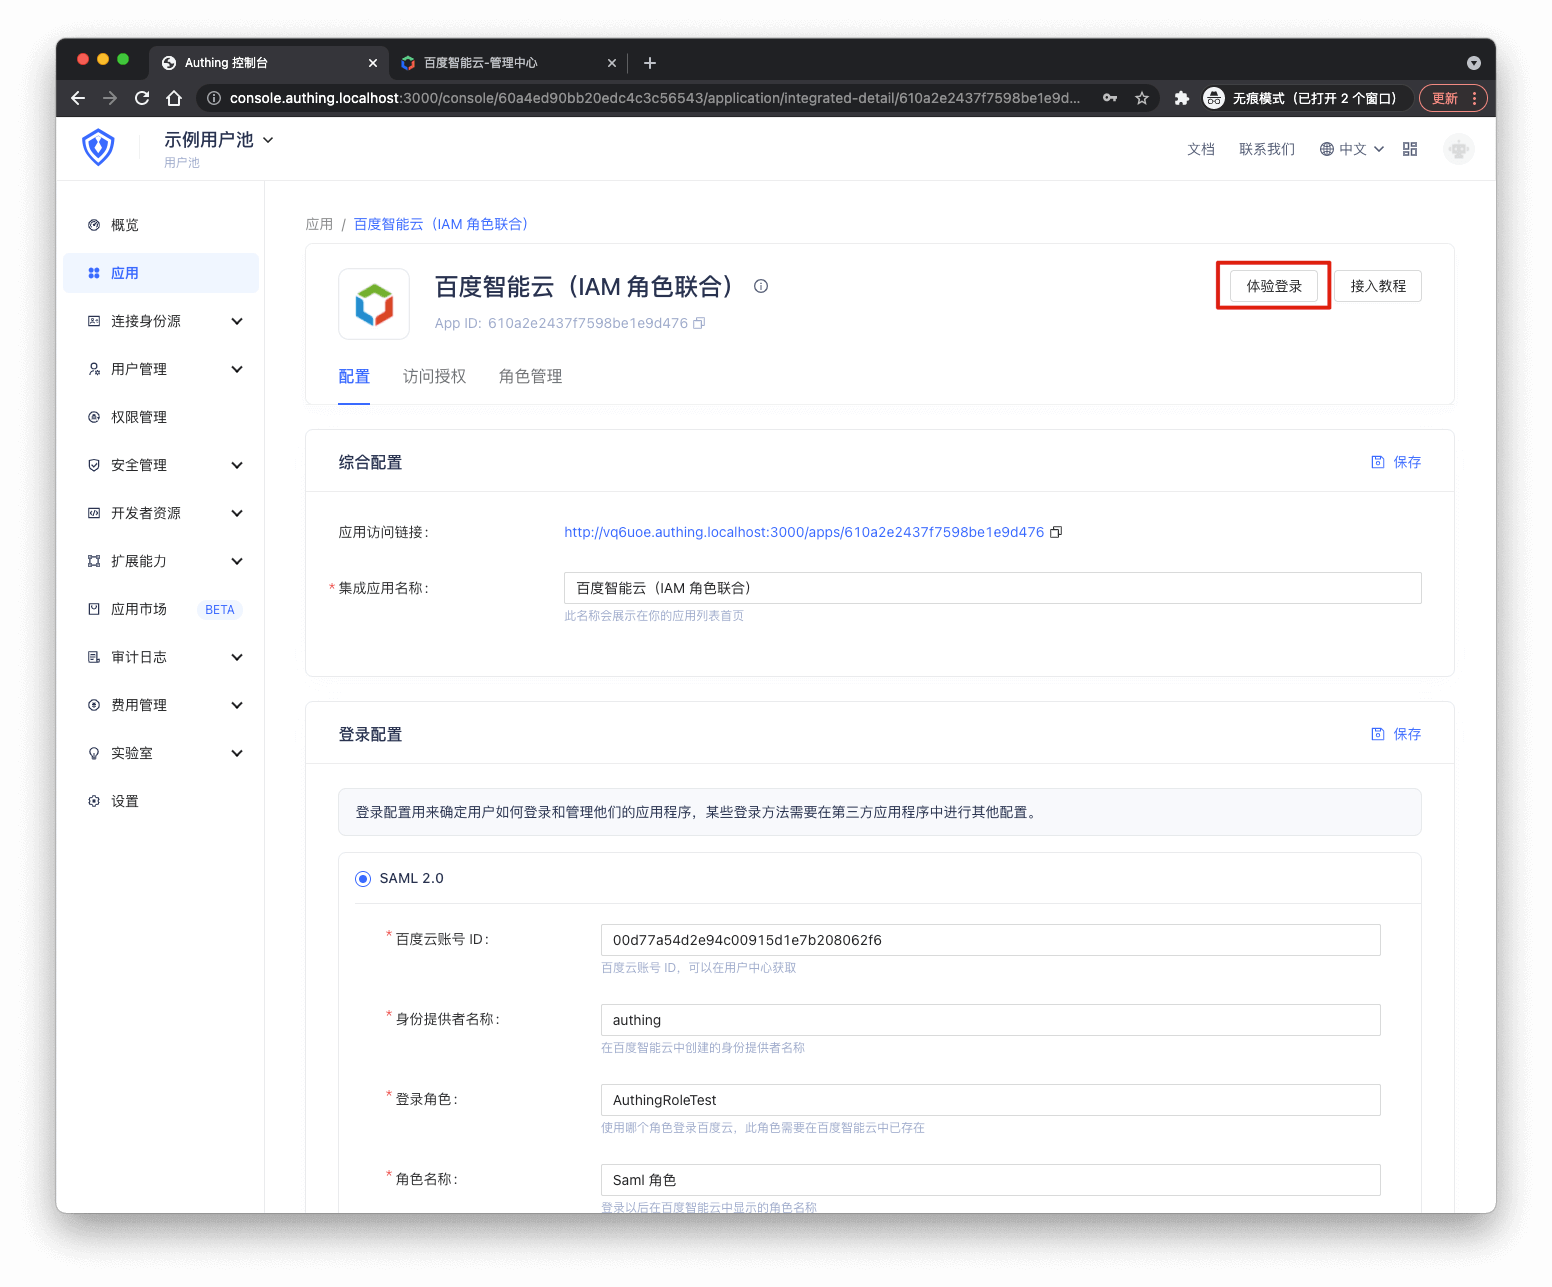 Authing 控制台
百度智能云-管理中心
console.authing.localhost:3000/console/60a4ed90bb20edc4c3c56543/application/integrated-detail/610a2e2437f7598be1e9d...
无痕模式（已打开 2 个窗口）
更新
示例用户池
用户池
文档
联系我们
中文
概览
应用
连接身份源
用户管理
权限管理
安全管理
开发者资源
扩展能力
应用市场 BETA
审计日志
费用管理
实验室
设置
应用 / 百度智能云（IAM 角色联合）
百度智能云（IAM 角色联合）
App ID: 610a2e2437f7598be1e9d476
体验登录
接入教程
配置
访问授权
角色管理
综合配置
保存
应用访问链接：
http://vq6uoe.authing.localhost:3000/apps/610a2e2437f7598be1e9d476
* 集成应用名称：
百度智能云（IAM 角色联合）
此名称会展示在你的应用列表首页
登录配置
保存
登录配置用来确定用户如何登录和管理他们的应用程序，某些登录方法需要在第三方应用程序中进行其他配置。
SAML 2.0
* 百度云账号 ID：
00d77a54d2e94c00915d1e7b208062f6
百度云账号 ID，可以在用户中心获取
* 身份提供者名称：
authing
在百度智能云中创建的身份提供者名称
* 登录角色：
AuthingRoleTest
使用哪个角色登录百度云，此角色需要在百度智能云中已存在
* 角色名称：
Saml 角色
登录以后在百度智能云中显示的角色名称